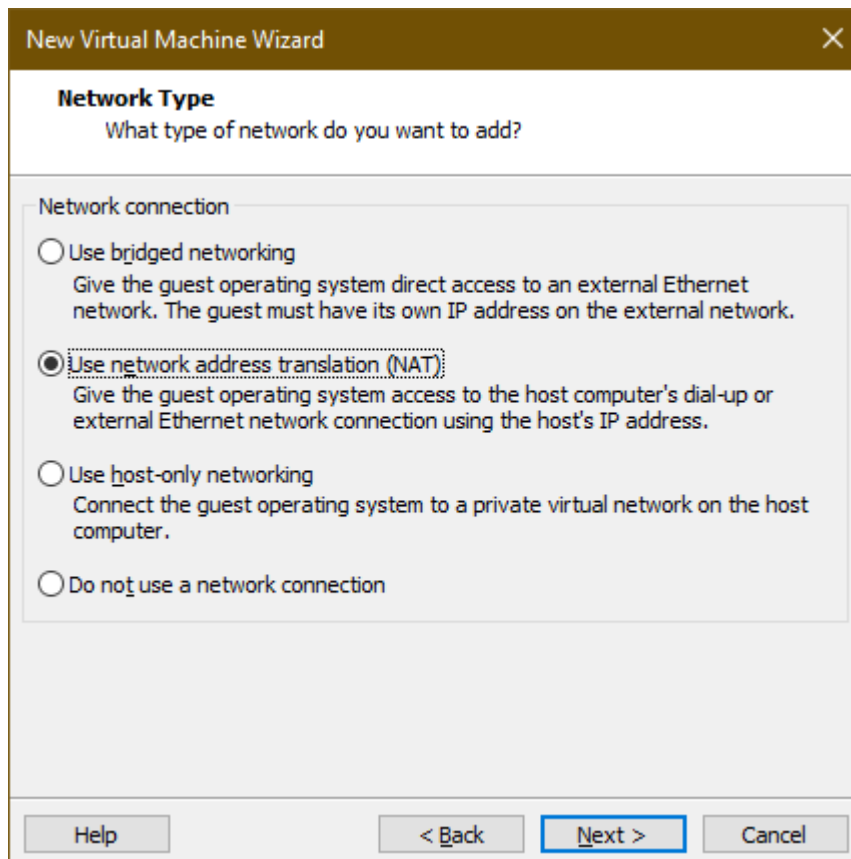 New Virtual Machine Wizard
Network Type
What type of network do you want to add?
Network connection
Use bridged networking
Give the guest operating system direct access to an external Ethernet
network. The guest must have its own IP address on the external network.
Use network address translation (NAT)
Give the guest operating system access to the host computer's dial-up or
external Ethernet network connection using the host's IP address.
Use host-only networking
Connect the guest operating system to a private virtual network on the host
computer.
Do not use a network connection
Help
< Back
Next >
Cancel